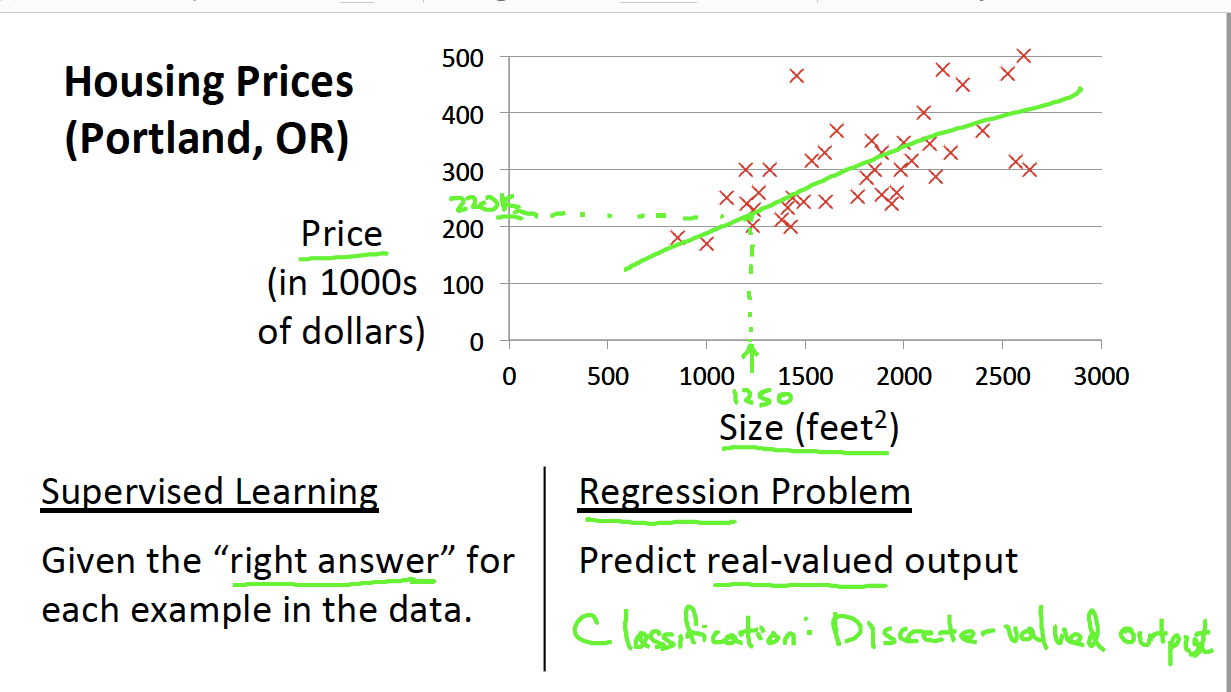 Housing Prices
(Portland, OR)
500
400
300
220k
200
100
0
Price
(in 1000s
of dollars)
0 500 1000 1500 2000 2500 3000
1250
Size (feet²)
Supervised Learning
Given the “right answer” for
each example in the data.
Regression Problem
Predict real-valued output
Classification: Discrete-valued output